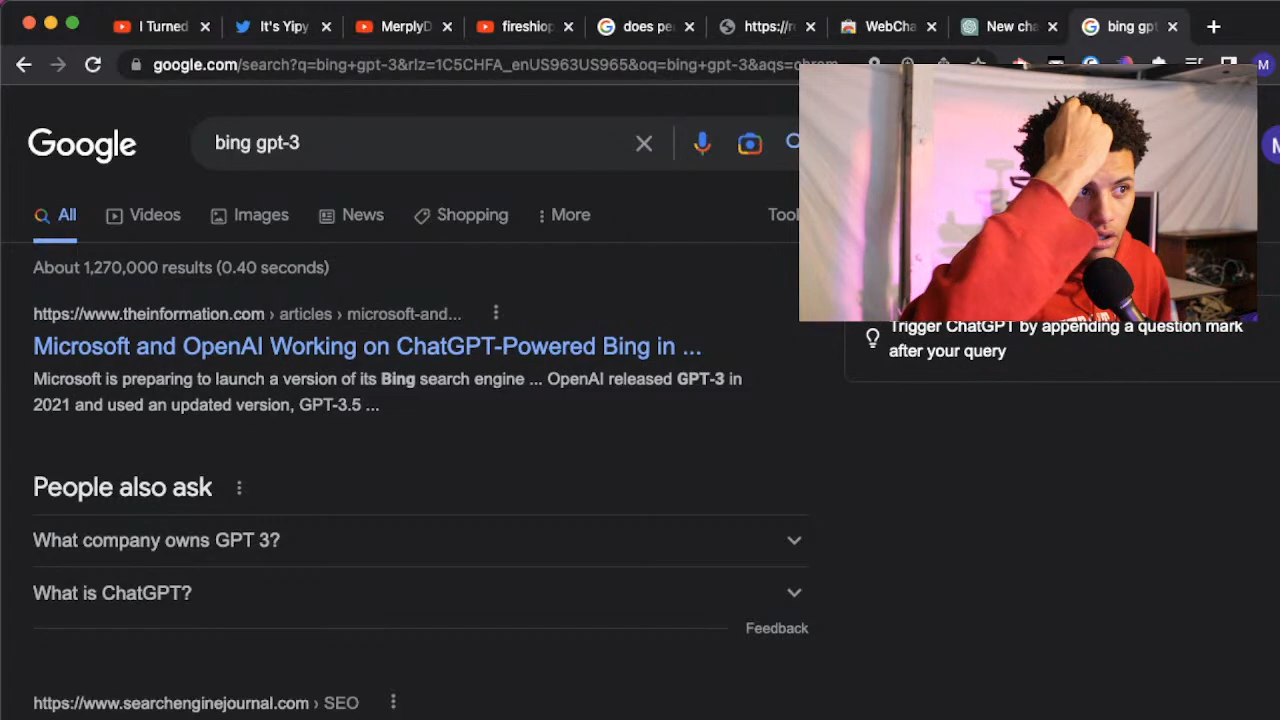 I Turned
It's Yipy
MerplyD
fireship
does pe
https://r
WebCha
New cha
bing gpt
google.com/search?q=bing+gpt-3&rlz=1C5CHFA_enUS963US965&oq=bing+gpt-3&aqs=chrom
M
Google
bing gpt-3
All
Videos
Images
News
Shopping
More
Tool
About 1,270,000 results (0.40 seconds)
https://www.theinformation.com › articles › microsoft-and...
Microsoft and OpenAI Working on ChatGPT-Powered Bing in ...
Microsoft is preparing to launch a version of its Bing search engine ... OpenAI released GPT-3 in
2021 and used an updated version, GPT-3.5 ...
Trigger ChatGPT by appending a question mark
after your query
People also ask
What company owns GPT 3?
What is ChatGPT?
Feedback
https://www.searchenginejournal.com › SEO